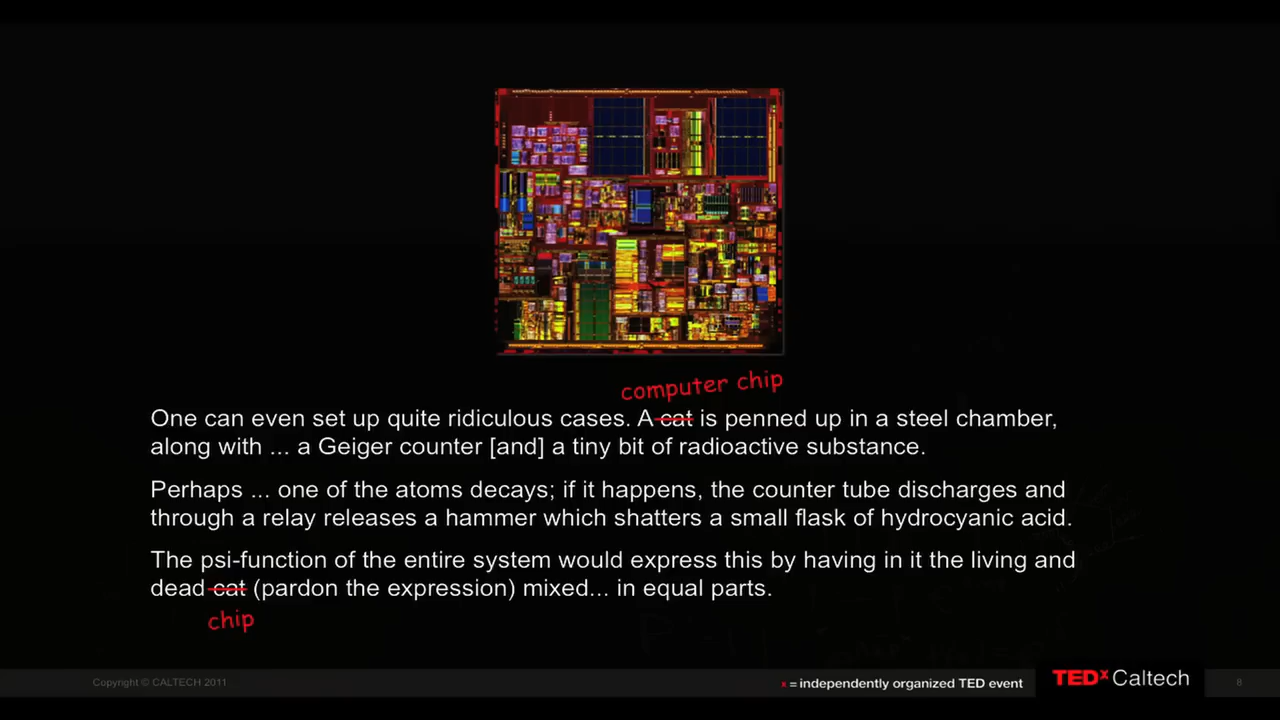 computer chip
One can even set up quite ridiculous cases. A cat is penned up in a steel chamber,
along with ... a Geiger counter [and] a tiny bit of radioactive substance.
Perhaps ... one of the atoms decays; if it happens, the counter tube discharges and
through a relay releases a hammer which shatters a small flask of hydrocyanic acid.
The psi-function of the entire system would express this by having in it the living and
dead cat (pardon the expression) mixed... in equal parts.
chip
Copyright © CALTECH 2011
x = independently organized TED event
TEDx Caltech
8